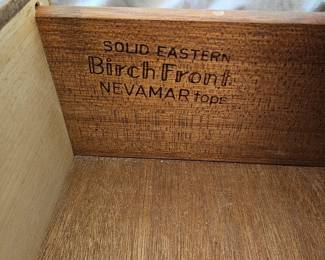 SOLID EASTERN
Birch Front
NEVAMAR tops